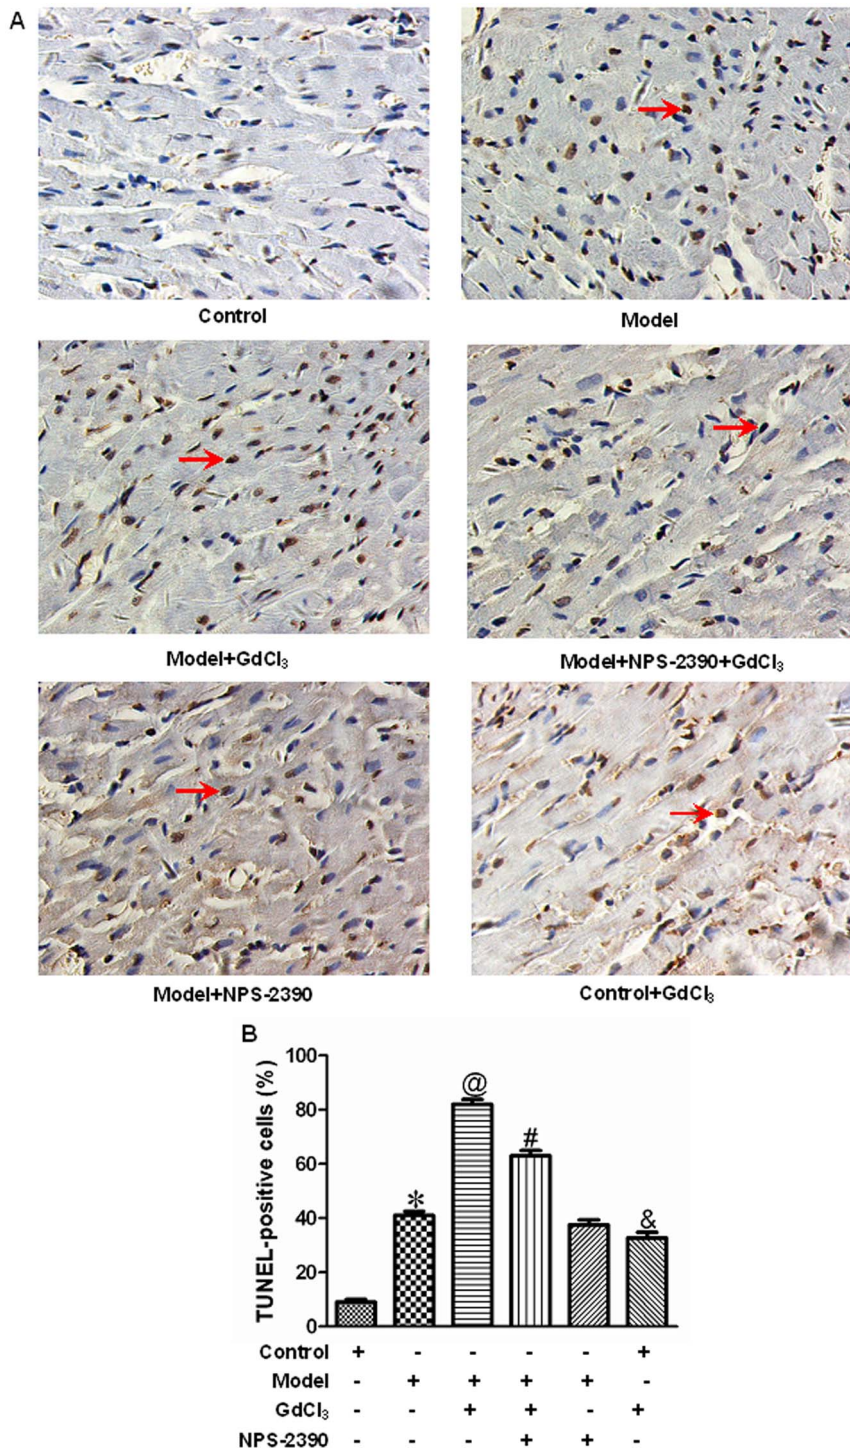 A
Control
Model
Model+GdCl₃
Model+NPS-2390+GdCl₃
Model+NPS-2390
Control+GdCl₃
B
TUNEL-positive cells (%)
100
80
60
40
20
0
*
@
#
&
Control + - - - - +
Model - + + + + -
GdCl₃ - - + + - +
NPS-2390 - - - + + -